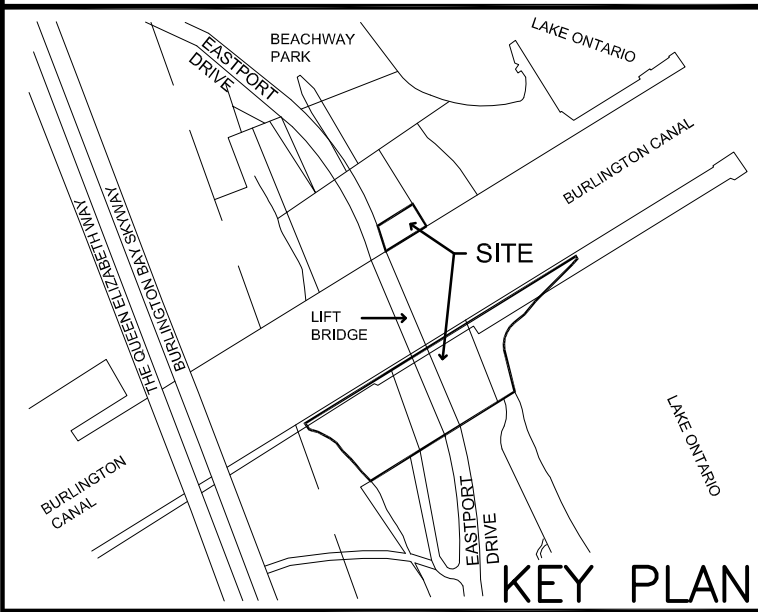 LAKE ONTARIO
BEACHWAY
PARK
EASTPORT
DRIVE
BURLINGTON CANAL
THE QUEEN ELIZABETH WAY
BURLINGTON BAY SKYWAY
SITE
LIFT
BRIDGE
LAKE ONTARIO
BURLINGTON
CANAL
EASTPORT
DRIVE
KEY PLAN